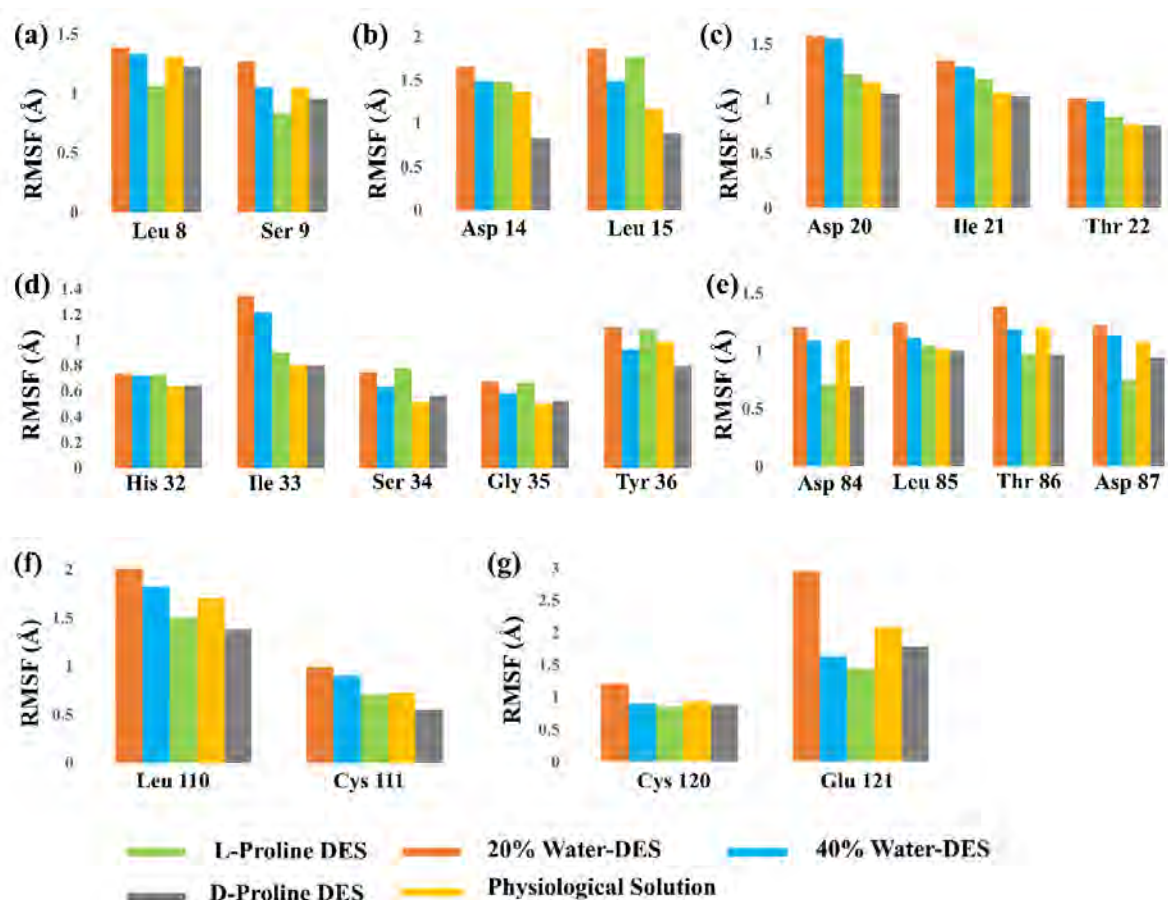 (a)
1.5
1
0.5
0
RMSF (Å)
Leu 8 Ser 9
(b)
2
1.5
1
0.5
0
RMSF (Å)
Asp 14 Leu 15
(c)
1.5
1
0.5
0
RMSF (Å)
Asp 20 Ile 21 Thr 22
(d)
1.4
1.2
1
0.8
0.6
0.4
0.2
0
RMSF (Å)
His 32 Ile 33 Ser 34 Gly 35 Tyr 36
(e)
1.5
1
0.5
0
RMSF (Å)
Asp 84 Leu 85 Thr 86 Asp 87
(f)
2
1.5
1
0.5
0
RMSF (Å)
Leu 110 Cys 111
(g)
3
2.5
2
1.5
1
0.5
0
RMSF (Å)
Cys 120 Glu 121
L-Proline DES 20% Water-DES 40% Water-DES
D-Proline DES Physiological Solution